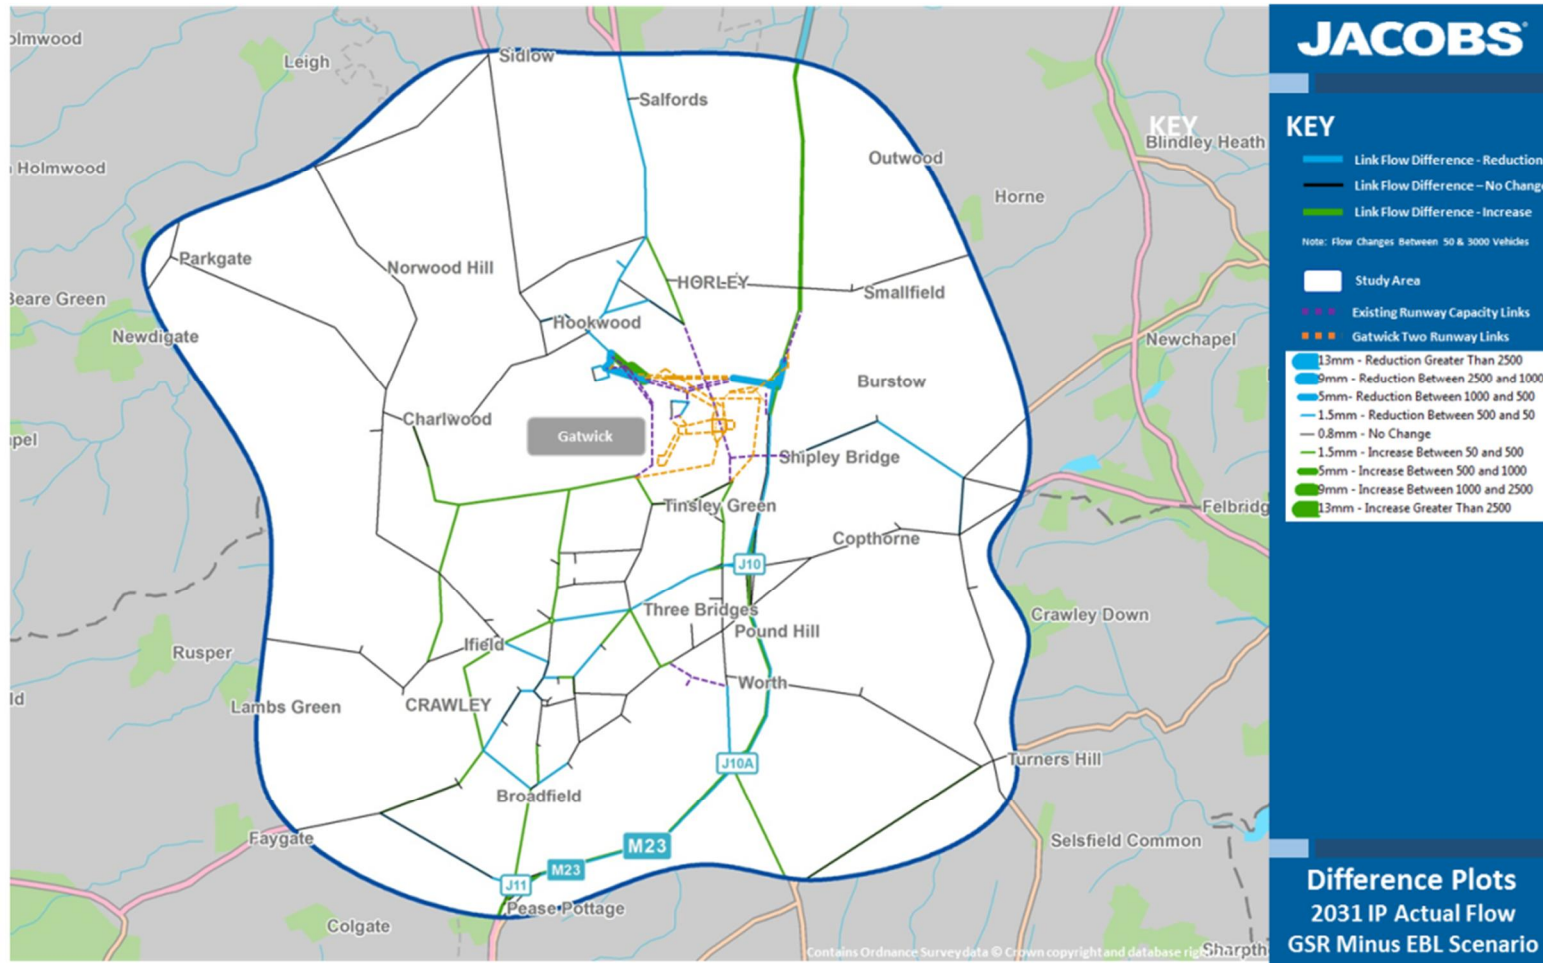 olmwood
Leigh
Sidlow
Salfords
KEY
Blindley Heath
Outwood
Holmwood
Horne
Parkgate
Norwood Hill
HORLEY
Smallfield
Beare Green
Hookwood
Newdigate
Newchapel
Burstow
Charlwood
apel
Gatwick
Shipley Bridge
Tinsley Green
Felbridg
Copthorne
J10
Three Bridges
Crawley Down
Pound Hill
Ifield
Rusper
Worth
ld
Lambs Green
CRAWLEY
J10A
Turners Hill
Broadfield
Faygate
M23
Selsfield Common
M23
J11
Pease Pottage
Colgate
Contains Ordnance Survey data © Crown copyright and database rig
Sharpth
JACOBS®
KEY
Link Flow Difference - Reduction
Link Flow Difference – No Change
Link Flow Difference - Increase
Note: Flow Changes Between 50 & 3000 Vehicles
Study Area
Existing Runway Capacity Links
Gatwick Two Runway Links
13mm - Reduction Greater Than 2500
9mm - Reduction Between 2500 and 1000
5mm- Reduction Between 1000 and 500
1.5mm - Reduction Between 500 and 50
0.8mm - No Change
1.5mm - Increase Between 50 and 500
5mm - Increase Between 500 and 1000
9mm - Increase Between 1000 and 2500
13mm - Increase Greater Than 2500
Difference Plots
2031 IP Actual Flow
GSR Minus EBL Scenario